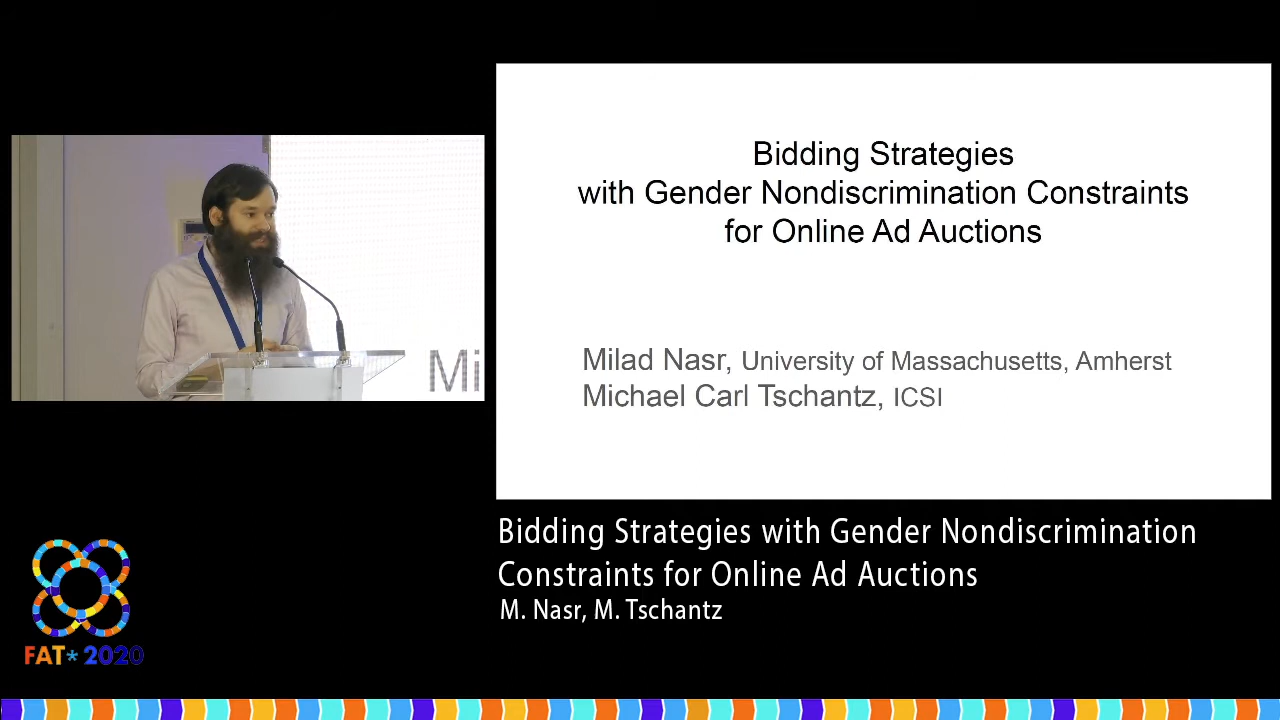 Bidding Strategies
with Gender Nondiscrimination Constraints
for Online Ad Auctions
Milad Nasr, University of Massachusetts, Amherst
Michael Carl Tschantz, ICSI
Mi
Bidding Strategies with Gender Nondiscrimination
Constraints for Online Ad Auctions
M. Nasr, M. Tschantz
FAT* 2020